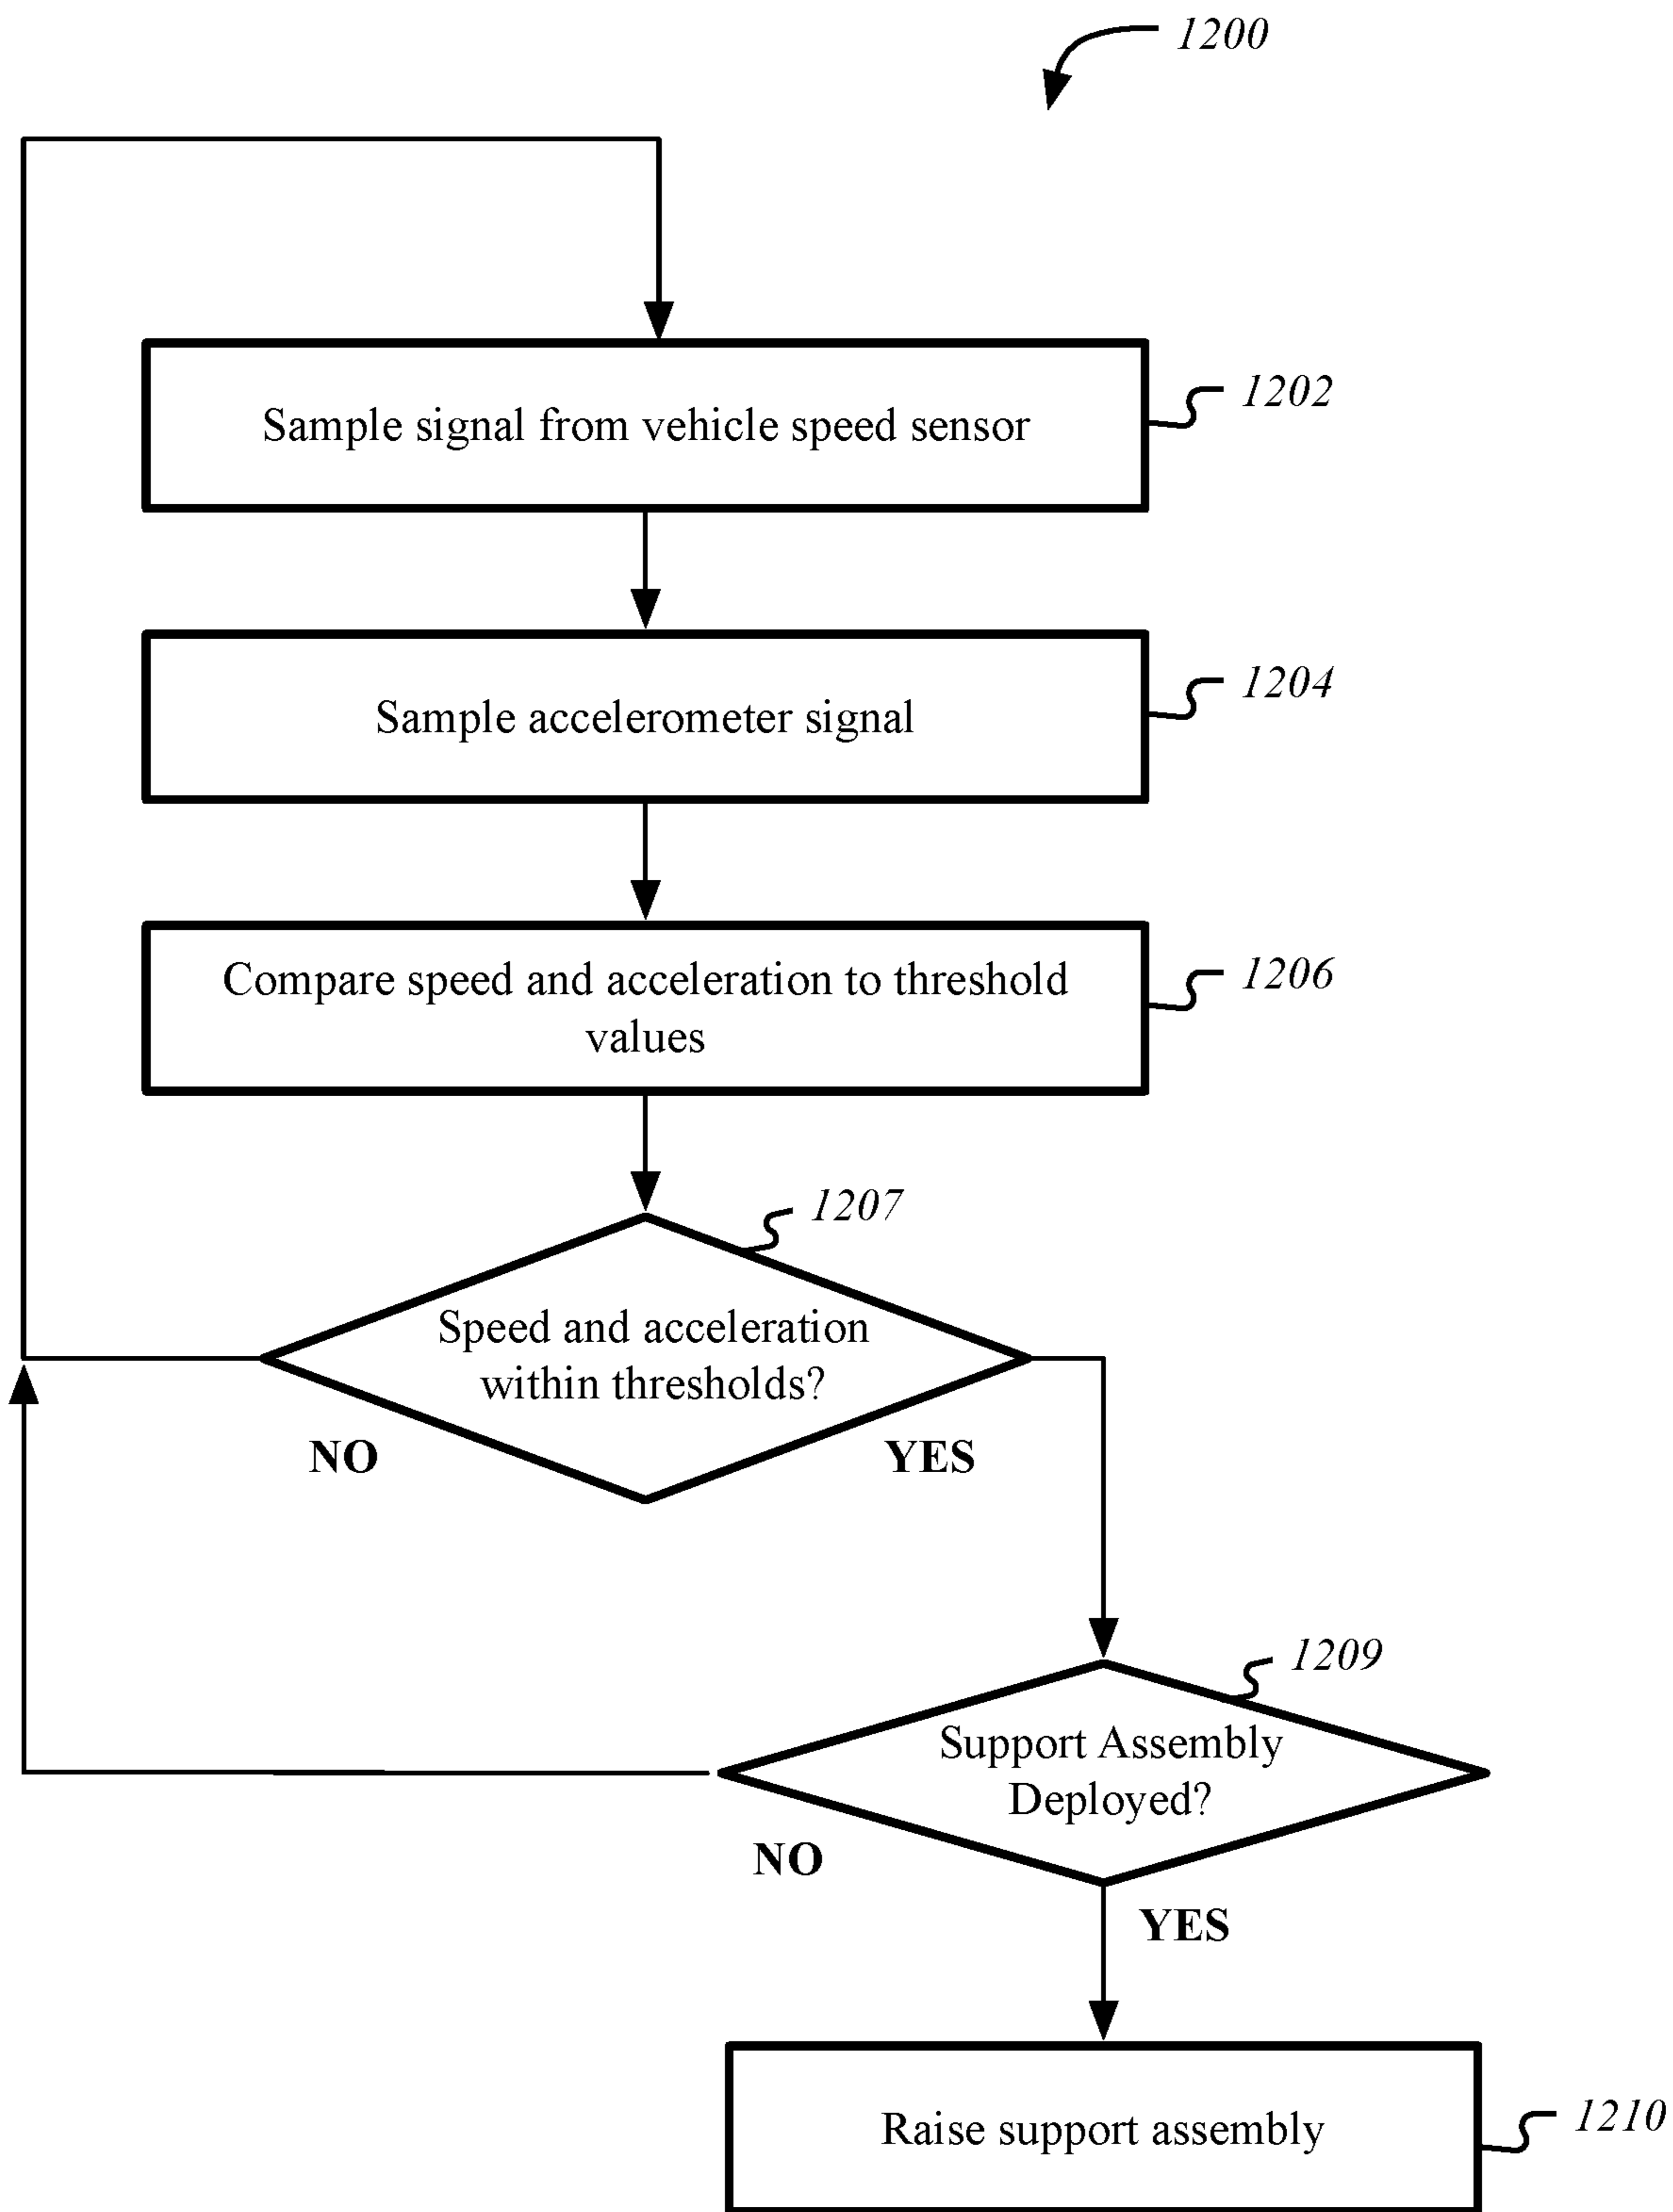 1200
Sample signal from vehicle speed sensor
1202
Sample accelerometer signal
1204
Compare speed and acceleration to threshold
values
1206
1207
Speed and acceleration
within thresholds?
NO
YES
1209
Support Assembly
Deployed?
NO
YES
Raise support assembly
1210